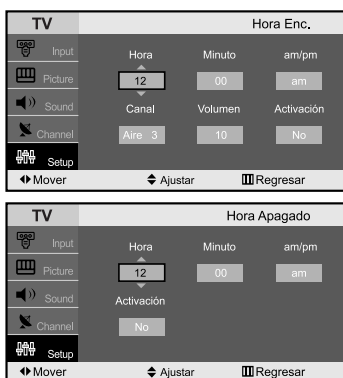 TV Hora Enc.
Input
Hora Minuto am/pm
Picture
12 00 am
Sound
Canal Volumen Activación
Channel
Aire 3 10 No
Setup
Mover Ajustar Regresar
TV Hora Apagado
Input
Hora Minuto am/pm
Picture
12 00 am
Sound
Activación
Channel
No
Setup
Mover Ajustar Regresar